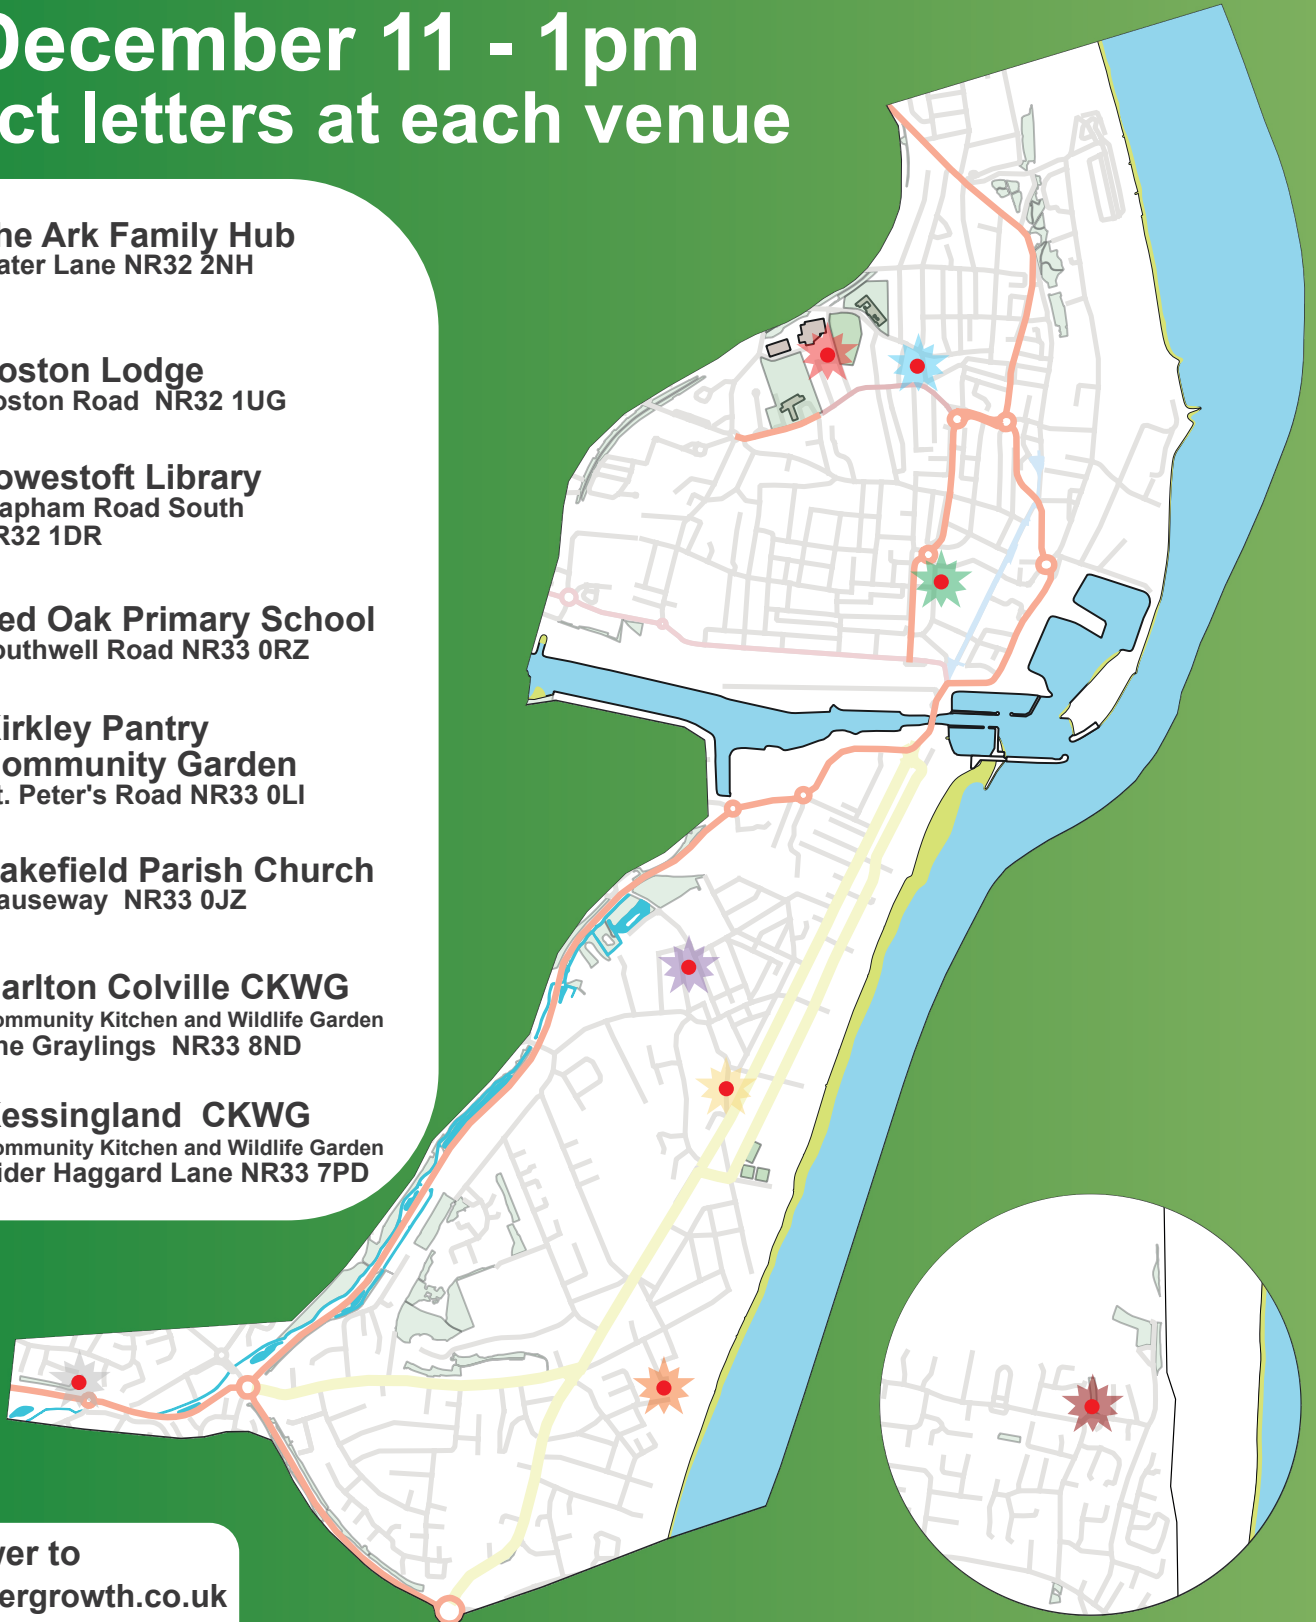 December 11 - 1pm
ct letters at each venue
he Ark Family Hub
ater Lane NR32 2NH
oston Lodge
oston Road NR32 1UG
owestoft Library
lapham Road South
R32 1DR
ed Oak Primary School
outhwell Road NR33 0RZ
irkley Pantry
ommunity Garden
t. Peter's Road NR33 0LI
akefield Parish Church
auseway NR33 0JZ
arlton Colville CKWG
ommunity Kitchen and Wildlife Garden
he Graylings NR33 8ND
essingland CKWG
ommunity Kitchen and Wildlife Garden
ider Haggard Lane NR33 7PD
ver to
ergrowth.co.uk